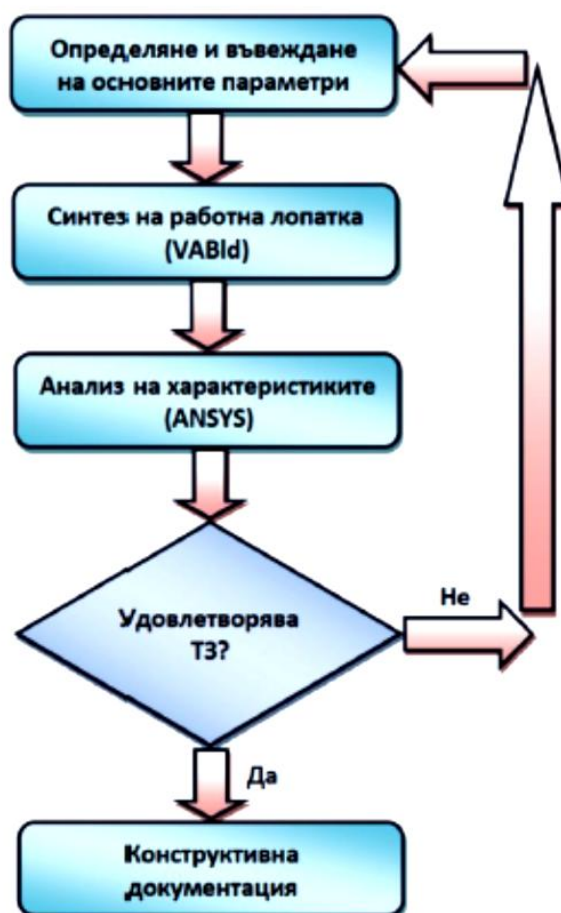 Определяне и въвеждане
на основните параметри
Синтез на работна лопатка
(VABld)
Анализ на характеристиките
(ANSYS)
Удовлетворява
ТЗ?
Не
Да
Конструктивна
документация